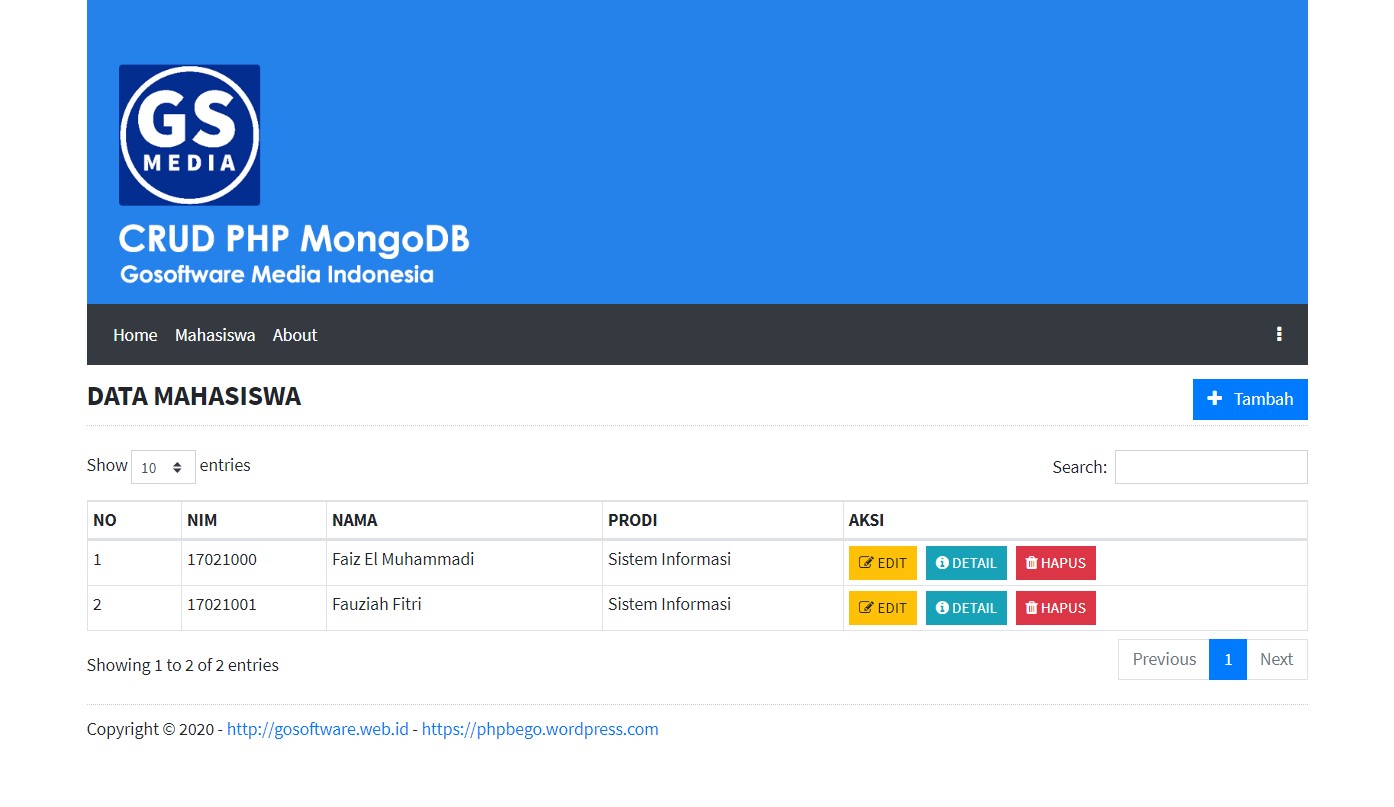 GS
MEDIA
CRUD PHP MongoDB
Gosoftware Media Indonesia
Home Mahasiswa About
DATA MAHASISWA Tambah
Show 10 entries Search:
NO NIM NAMA PRODI AKSI
1 17021000 Faiz El Muhammadi Sistem Informasi EDIT DETAIL HAPUS
2 17021001 Fauziah Fitri Sistem Informasi EDIT DETAIL HAPUS
Showing 1 to 2 of 2 entries Previous 1 Next
Copyright © 2020 - http://gosoftware.web.id - https://phpbego.wordpress.com